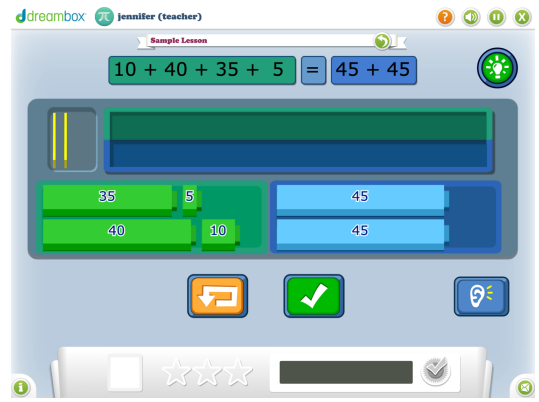 dreambox π jennifer (teacher) ?
Sample Lesson
10 + 40 + 35 + 5 = 45 + 45
35 5 45
40 10 45
i